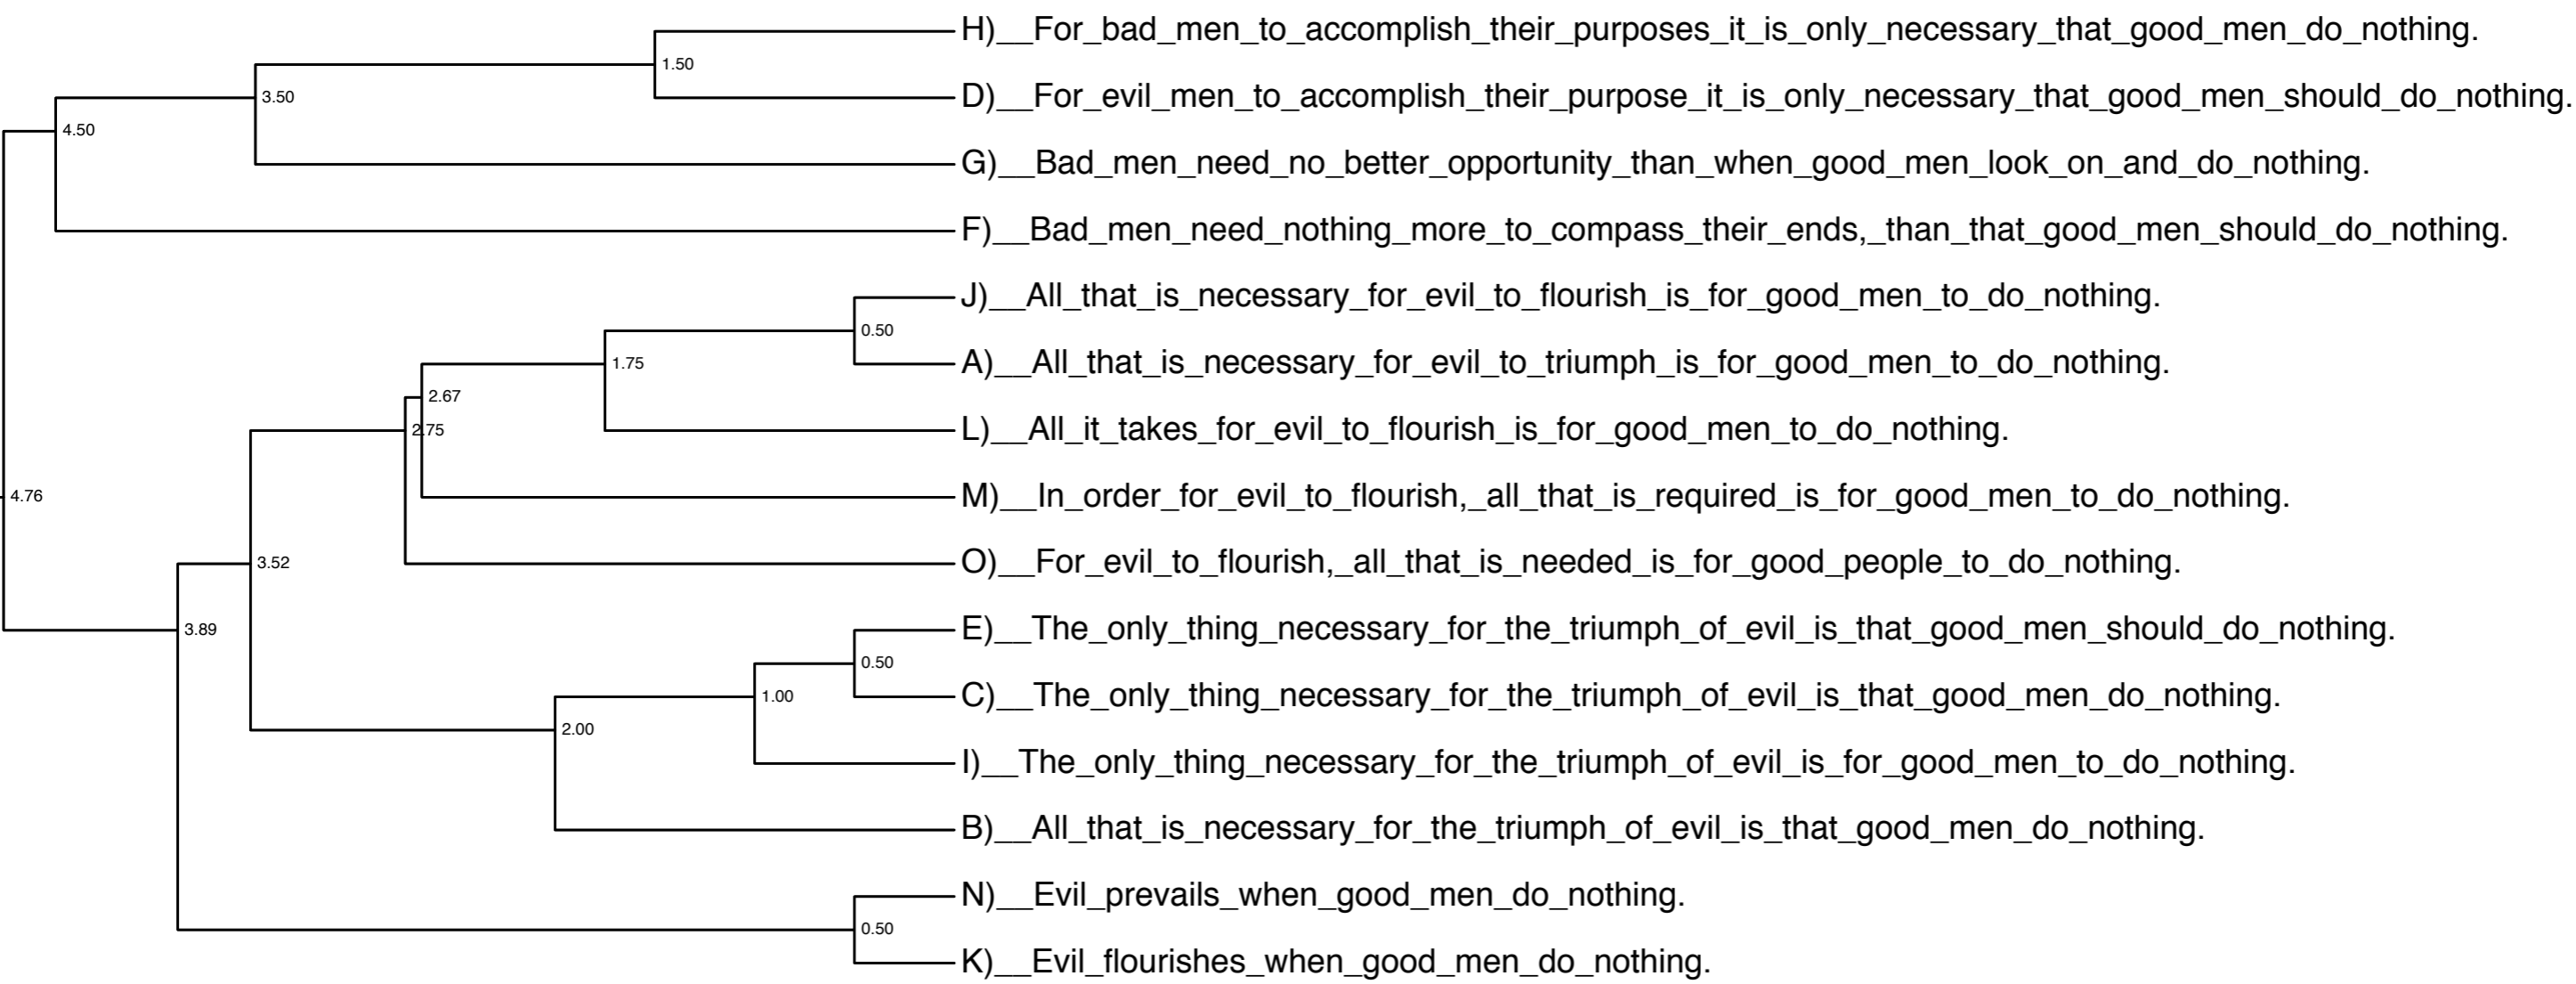 H)__For_bad_men_to_accomplish_their_purposes_it_is_only_necessary_that_good_men_do_nothing.
1.50
D)__For_evil_men_to_accomplish_their_purpose_it_is_only_necessary_that_good_men_should_do_nothing.
3.50
4.50
G)__Bad_men_need_no_better_opportunity_than_when_good_men_look_on_and_do_nothing.
F)__Bad_men_need_nothing_more_to_compass_their_ends,_than_that_good_men_should_do_nothing.
J)__All_that_is_necessary_for_evil_to_flourish_is_for_good_men_to_do_nothing.
0.50
A)__All_that_is_necessary_for_evil_to_triumph_is_for_good_men_to_do_nothing.
1.75
2.67
L)__All_it_takes_for_evil_to_flourish_is_for_good_men_to_do_nothing.
2.75
M)__In_order_for_evil_to_flourish,_all_that_is_required_is_for_good_men_to_do_nothing.
4.76
O)__For_evil_to_flourish,_all_that_is_needed_is_for_good_people_to_do_nothing.
3.52
E)__The_only_thing_necessary_for_the_triumph_of_evil_is_that_good_men_should_do_nothing.
3.89
0.50
C)__The_only_thing_necessary_for_the_triumph_of_evil_is_that_good_men_do_nothing.
1.00
2.00
I)__The_only_thing_necessary_for_the_triumph_of_evil_is_for_good_men_to_do_nothing.
B)__All_that_is_necessary_for_the_triumph_of_evil_is_that_good_men_do_nothing.
N)__Evil_prevails_when_good_men_do_nothing.
0.50
K)__Evil_flourishes_when_good_men_do_nothing.